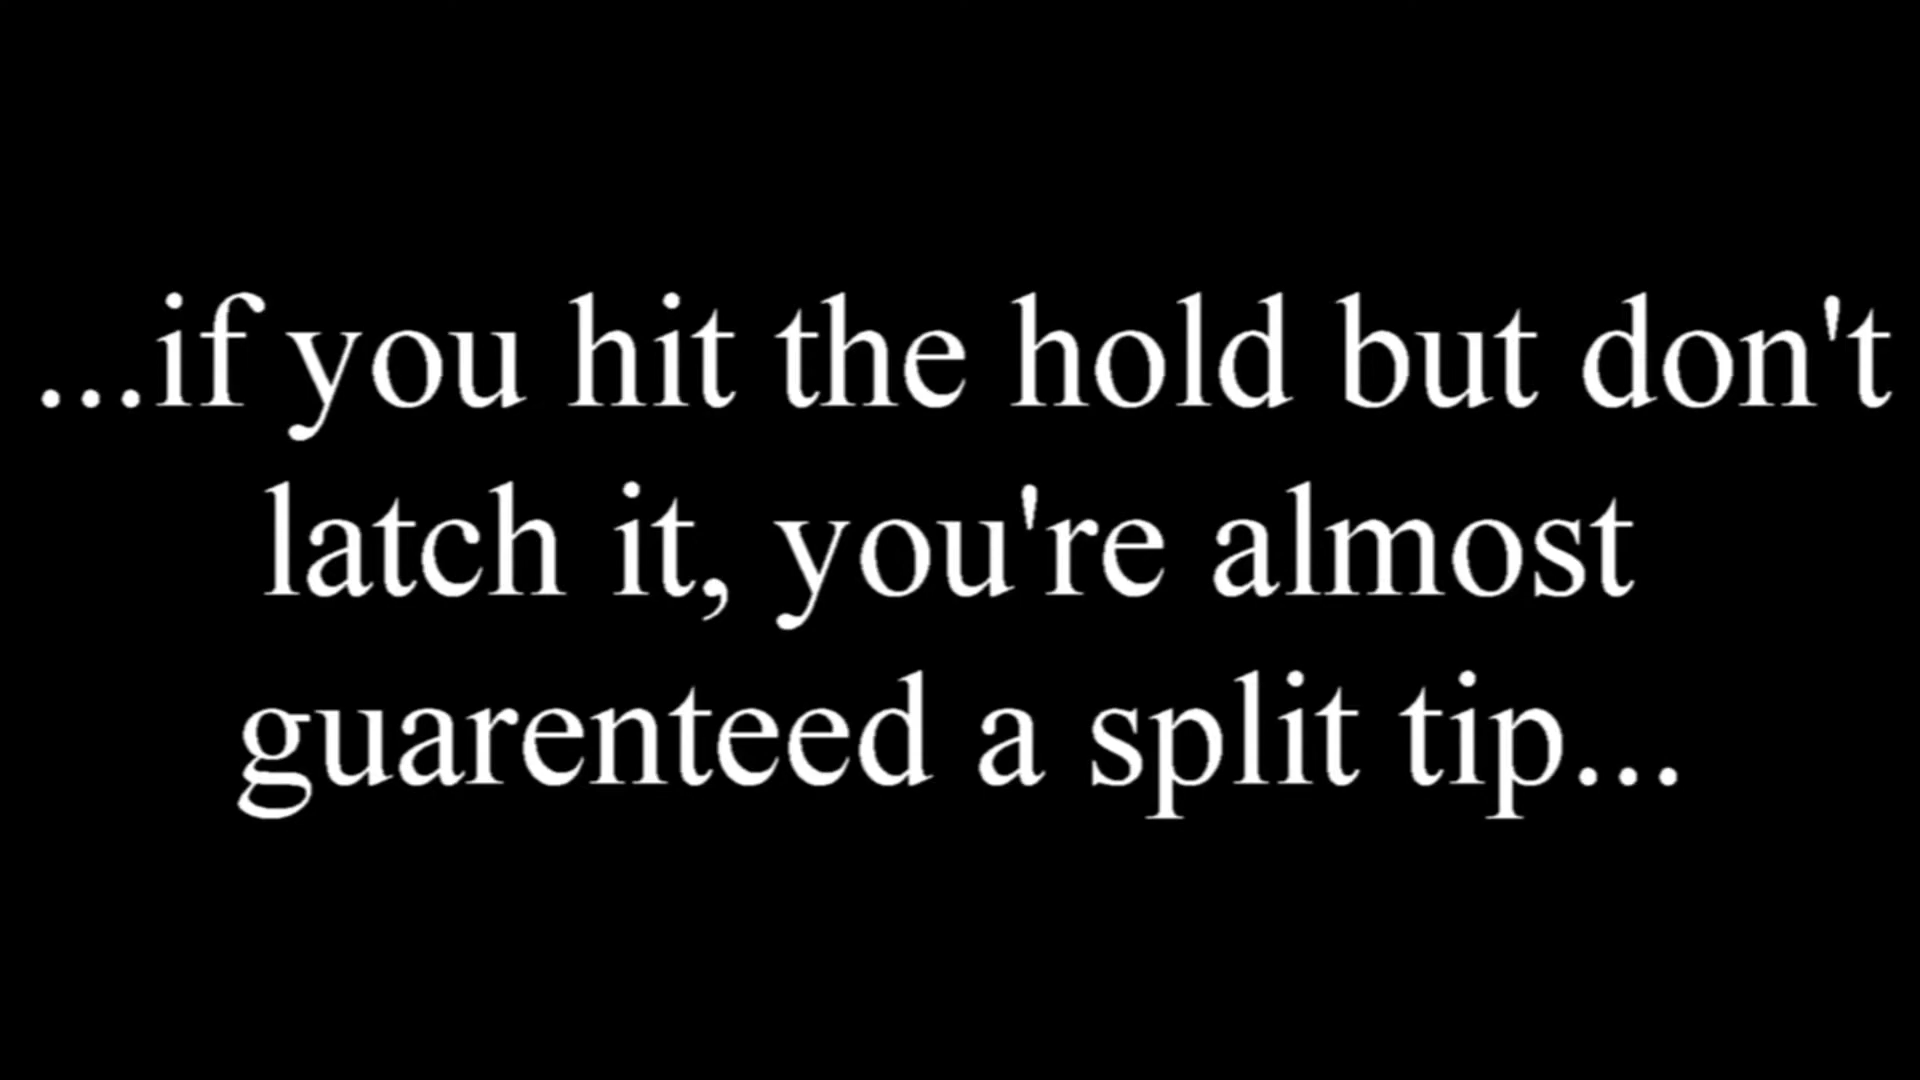 ...if you hit the hold but don't
latch it, you're almost
guarenteed a split tip...